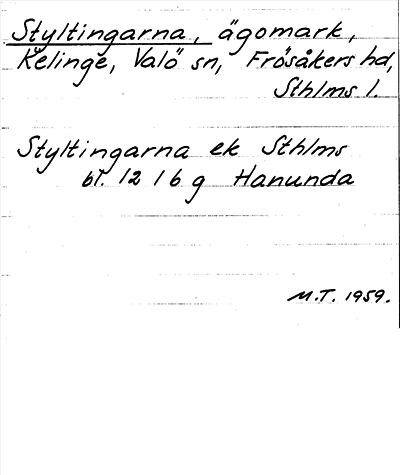 Styltingarna, ägomark,
Kelinge, Valö sn, Frösåkers hd,
Sthlms l.
Styltingarna ek Sthlms
bl. 12 I 6 g Hanunda
M.T. 1959.